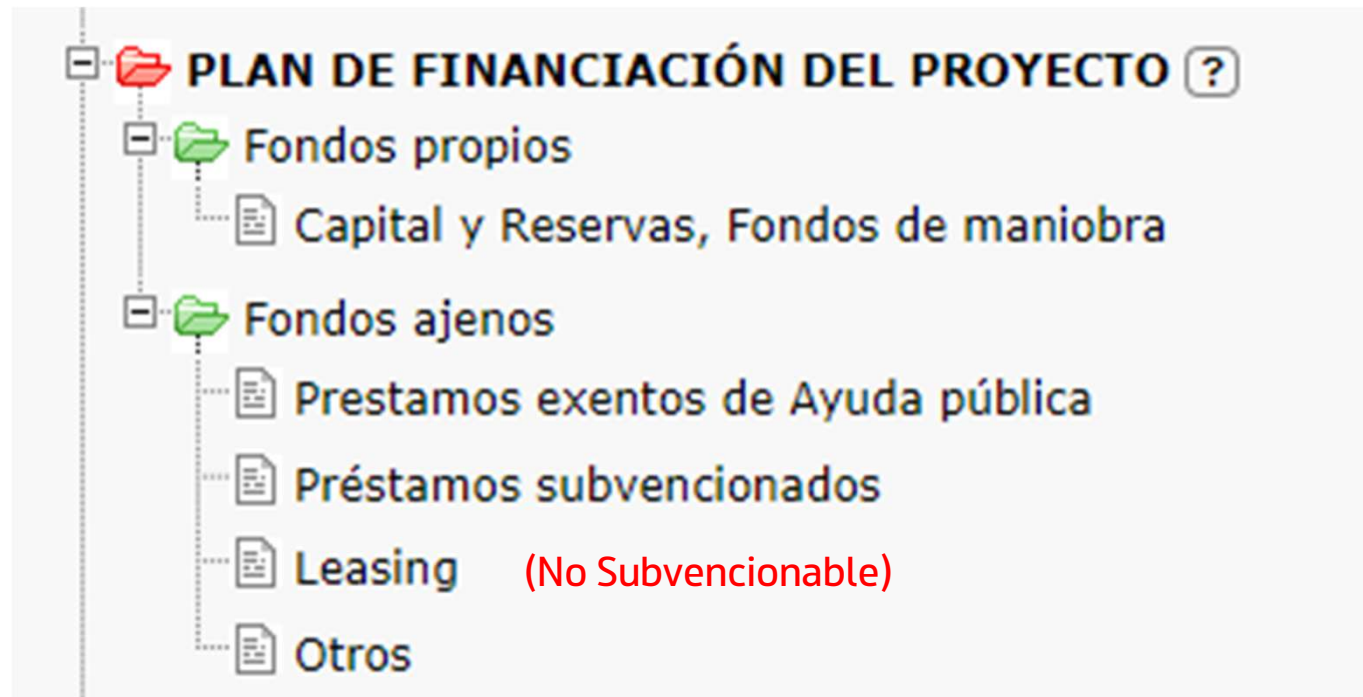 PLAN DE FINANCIACIÓN DEL PROYECTO ?
Fondos propios
Capital y Reservas, Fondos de maniobra
Fondos ajenos
Prestamos exentos de Ayuda pública
Préstamos subvencionados
Leasing (No Subvencionable)
Otros